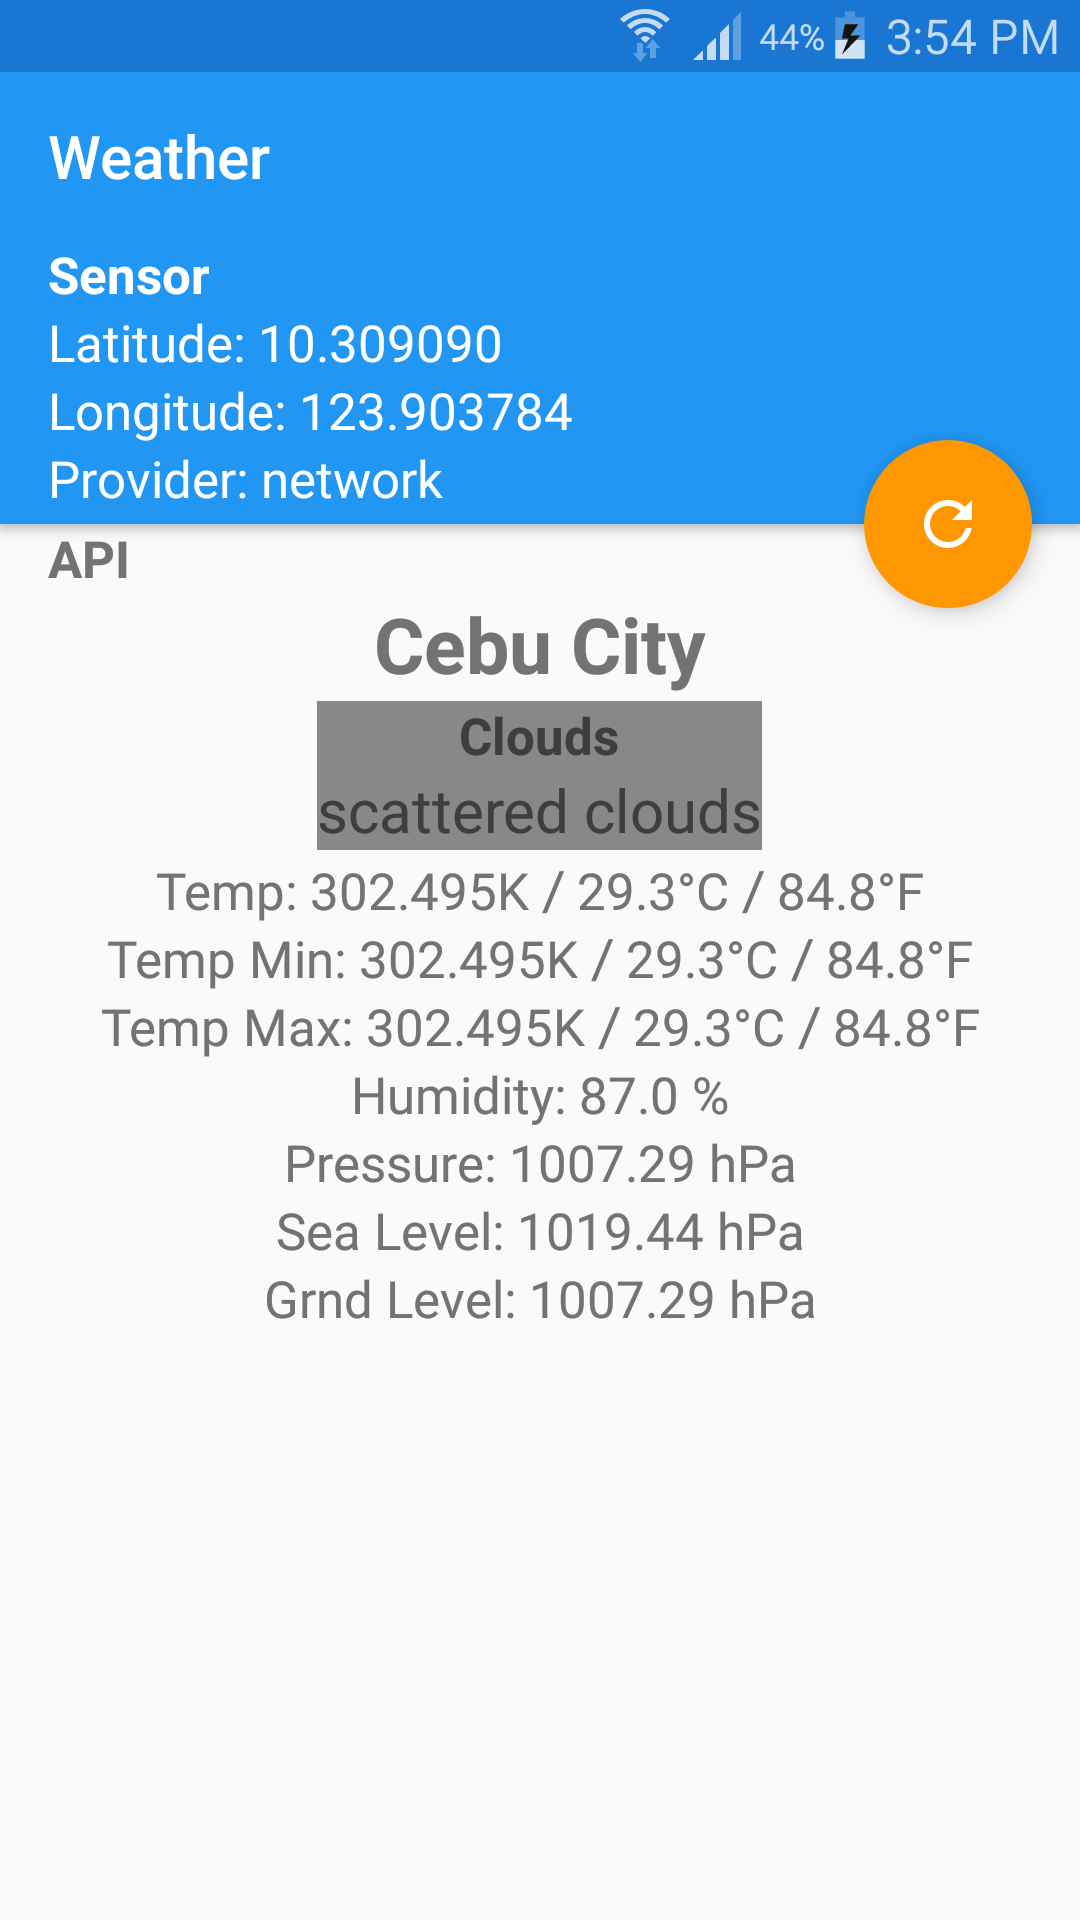 44% 3:54 PM
Weather
Sensor
Latitude: 10.309090
Longitude: 123.903784
Provider: network
API
Cebu City
Clouds
scattered clouds
Temp: 302.495K / 29.3°C / 84.8°F
Temp Min: 302.495K / 29.3°C / 84.8°F
Temp Max: 302.495K / 29.3°C / 84.8°F
Humidity: 87.0 %
Pressure: 1007.29 hPa
Sea Level: 1019.44 hPa
Grnd Level: 1007.29 hPa